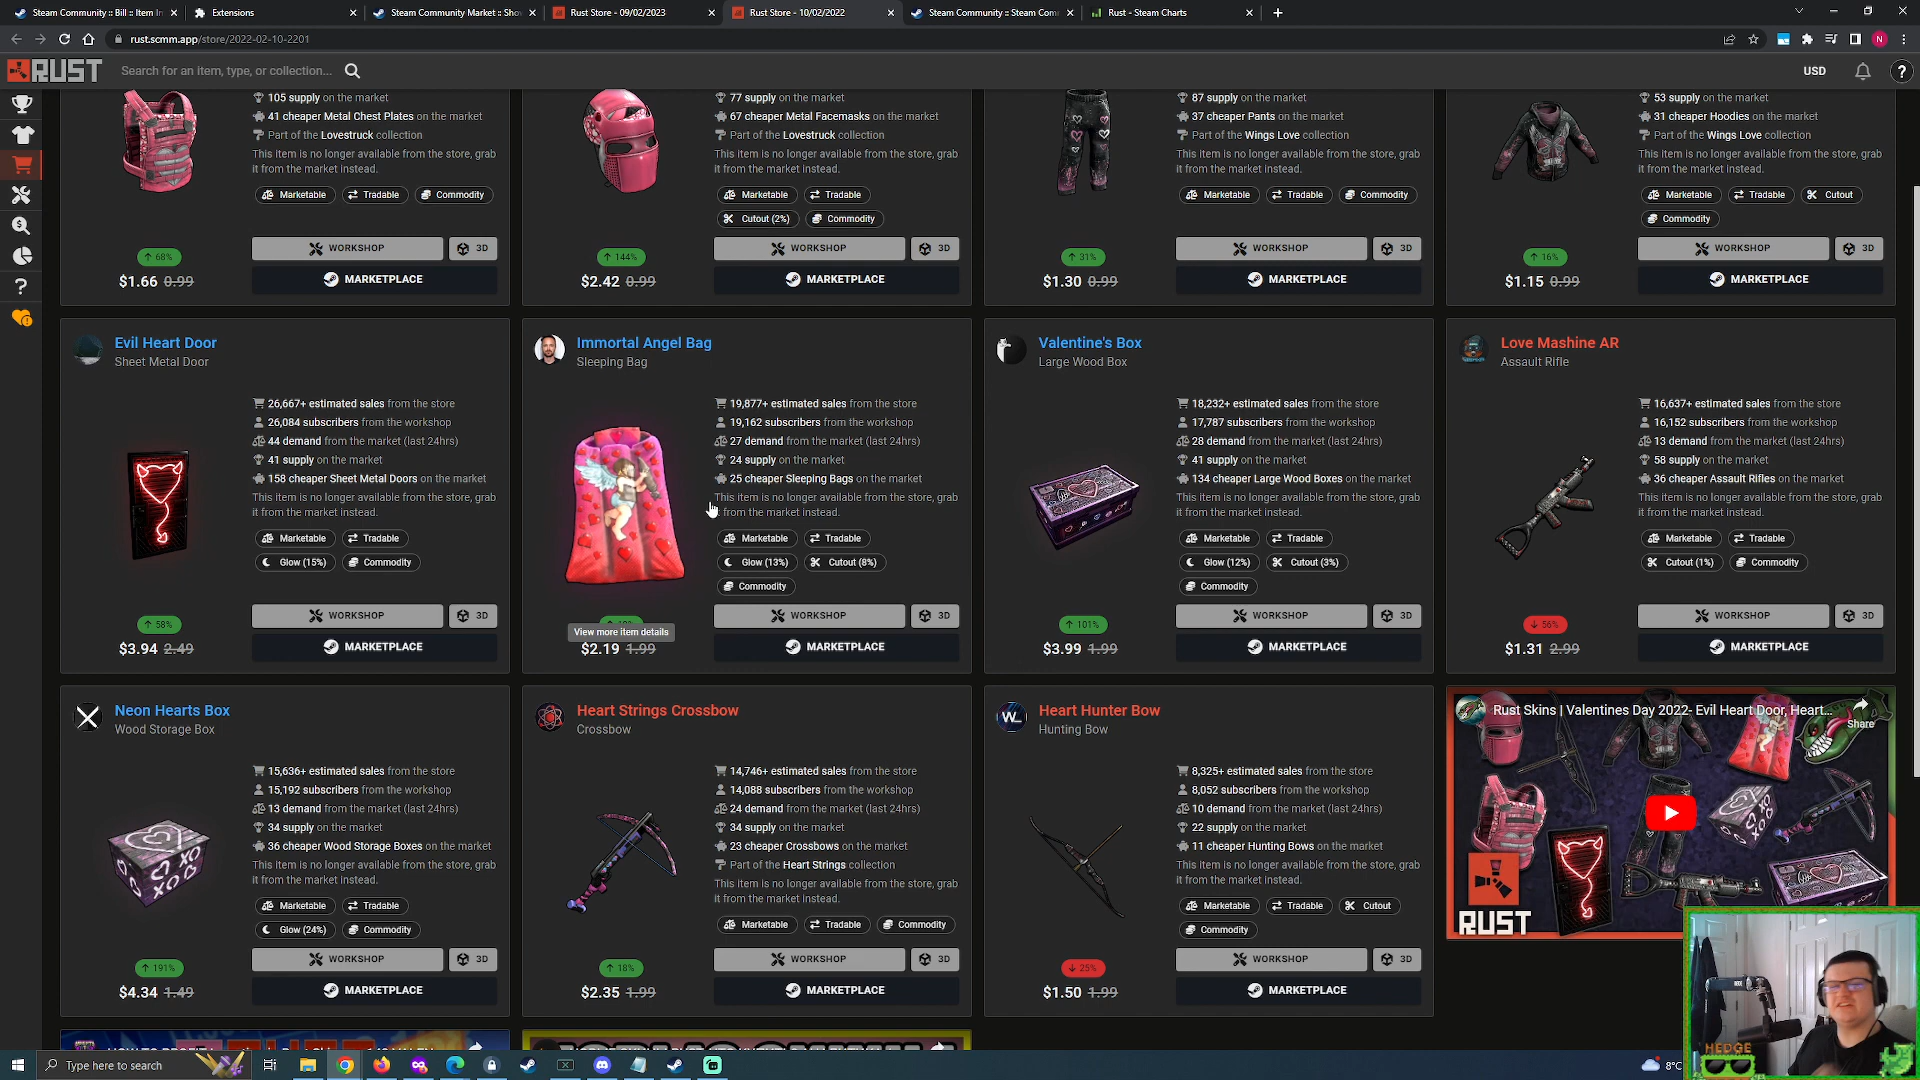 Steam Community :: Bill :: Item In
Extensions
Steam Community Market :: Sho
Rust Store - 09/02/2023
Rust Store - 10/02/2022
Steam Community :: Steam Com
Rust - Steam Charts
rust.scmm.app/store/2022-02-10-2201
N
RUST
Search for an item, type, or collection...
USD
?
105 supply on the market
41 cheaper Metal Chest Plates on the market
Part of the Lovestruck collection
This item is no longer available from the store, grab
it from the market instead.
Marketable
Tradable
Commodity
68%
$1.66 0.99
WORKSHOP
3D
MARKETPLACE
77 supply on the market
67 cheaper Metal Facemasks on the market
Part of the Lovestruck collection
This item is no longer available from the store, grab
it from the market instead.
Marketable
Tradable
Cutout (2%)
Commodity
144%
$2.42 0.99
WORKSHOP
3D
MARKETPLACE
87 supply on the market
37 cheaper Pants on the market
Part of the Wings Love collection
This item is no longer available from the store, grab
it from the market instead.
Marketable
Tradable
Commodity
31%
$1.30 0.99
WORKSHOP
3D
MARKETPLACE
53 supply on the market
31 cheaper Hoodies on the market
Part of the Wings Love collection
This item is no longer available from the store, grab
it from the market instead.
Marketable
Tradable
Cutout
Commodity
16%
$1.15 0.99
WORKSHOP
3D
MARKETPLACE
Evil Heart Door
Sheet Metal Door
26,667+ estimated sales from the store
26,084 subscribers from the workshop
44 demand from the market (last 24hrs)
41 supply on the market
158 cheaper Sheet Metal Doors on the market
This item is no longer available from the store, grab
it from the market instead.
Marketable
Tradable
Glow (15%)
Commodity
58%
$3.94 2.49
WORKSHOP
3D
MARKETPLACE
Immortal Angel Bag
Sleeping Bag
19,877+ estimated sales from the store
19,162 subscribers from the workshop
27 demand from the market (last 24hrs)
24 supply on the market
25 cheaper Sleeping Bags on the market
This item is no longer available from the store, grab
it from the market instead.
Marketable
Tradable
Glow (13%)
Cutout (8%)
Commodity
View more item details
$2.19 1.99
WORKSHOP
3D
MARKETPLACE
Valentine's Box
Large Wood Box
18,232+ estimated sales from the store
17,787 subscribers from the workshop
28 demand from the market (last 24hrs)
41 supply on the market
134 cheaper Large Wood Boxes on the market
This item is no longer available from the store, grab
it from the market instead.
Marketable
Tradable
Glow (12%)
Cutout (3%)
Commodity
101%
$3.99 1.99
WORKSHOP
3D
MARKETPLACE
Love Mashine AR
Assault Rifle
16,637+ estimated sales from the store
16,152 subscribers from the workshop
13 demand from the market (last 24hrs)
58 supply on the market
36 cheaper Assault Rifles on the market
This item is no longer available from the store, grab
it from the market instead.
Marketable
Tradable
Cutout (1%)
Commodity
56%
$1.31 2.99
WORKSHOP
3D
MARKETPLACE
Neon Hearts Box
Wood Storage Box
15,636+ estimated sales from the store
15,192 subscribers from the workshop
13 demand from the market (last 24hrs)
34 supply on the market
36 cheaper Wood Storage Boxes on the market
This item is no longer available from the store, grab
it from the market instead.
Marketable
Tradable
Glow (24%)
Commodity
191%
$4.34 1.49
WORKSHOP
3D
MARKETPLACE
Heart Strings Crossbow
Crossbow
14,746+ estimated sales from the store
14,088 subscribers from the workshop
24 demand from the market (last 24hrs)
34 supply on the market
23 cheaper Crossbows on the market
Part of the Heart Strings collection
This item is no longer available from the store, grab
it from the market instead.
Marketable
Tradable
Commodity
18%
$2.35 1.99
WORKSHOP
3D
MARKETPLACE
Heart Hunter Bow
Hunting Bow
8,325+ estimated sales from the store
8,052 subscribers from the workshop
10 demand from the market (last 24hrs)
22 supply on the market
11 cheaper Hunting Bows on the market
This item is no longer available from the store, grab
it from the market instead.
Marketable
Tradable
Cutout
Commodity
25%
$1.50 1.99
WORKSHOP
3D
MARKETPLACE
Rust Skins | Valentines Day 2022- Evil Heart Door, Heart...
Share
RUST
HEDGE
Type here to search
8°C